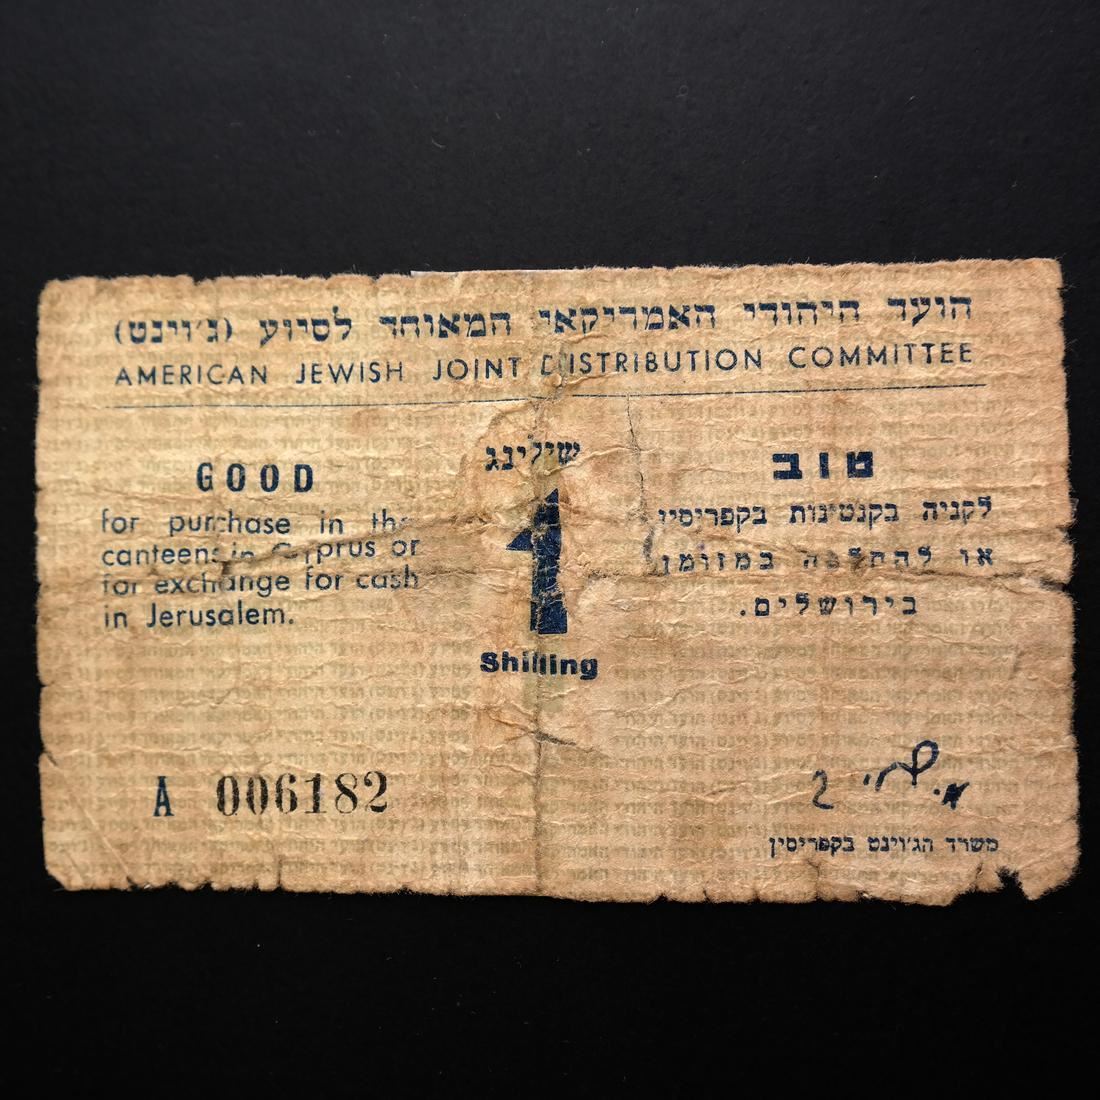 הועד היהודי האמריקאי המאוחד לסיוע (ג'וינט)
AMERICAN JEWISH JOINT DISTRIBUTION COMMITTEE
GOOD
for purchase in the
canteens in Cyprus or
for exchange for cash
in Jerusalem.
שילינג
1
Shilling
טוב
לקניה בקנטינות בקפריסין
או להחלפה במזומן
בירושלים.
A 006182
משרד הג'וינט בקפריסין